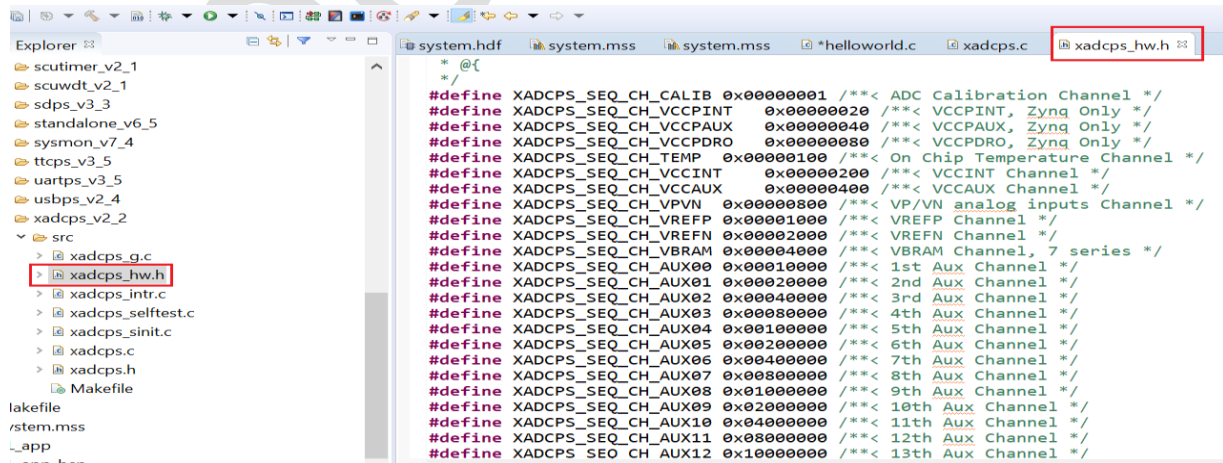 Explorer
scutimer_v2_1
scuwdt_v2_1
sdps_v3_3
standalone_v6_5
sysmon_v7_4
ttcps_v3_5
uartps_v3_5
usbps_v2_4
xadcps_v2_2
src
xadcps_g.c
xadcps_hw.h
xadcps_intr.c
xadcps_selftest.c
xadcps_sinit.c
xadcps.c
xadcps.h
Makefile
lakefile
stem.mss
_app
system.hdf system.mss system.mss *helloworld.c xadcps.c xadcps_hw.h
* @{
*/
#define XADCPS_SEQ_CH_CALIB 0x00000001 /**< ADC Calibration Channel */
#define XADCPS_SEQ_CH_VCCPINT 0x00000020 /**< VCCPINT, Zynq Only */
#define XADCPS_SEQ_CH_VCCPAUX 0x00000040 /**< VCCPAUX, Zynq Only */
#define XADCPS_SEQ_CH_VCCPDRO 0x00000080 /**< VCCPDRO, Zynq Only */
#define XADCPS_SEQ_CH_TEMP 0x00000100 /**< On Chip Temperature Channel */
#define XADCPS_SEQ_CH_VCCINT 0x00000200 /**< VCCINT Channel */
#define XADCPS_SEQ_CH_VCCAUX 0x00000400 /**< VCCAUX Channel */
#define XADCPS_SEQ_CH_VPVN 0x00000800 /**< VP/VN analog inputs Channel */
#define XADCPS_SEQ_CH_VREFP 0x00001000 /**< VREFP Channel */
#define XADCPS_SEQ_CH_VREFN 0x00002000 /**< VREFN Channel */
#define XADCPS_SEQ_CH_VBRAM 0x00004000 /**< VBRAM Channel, 7 series */
#define XADCPS_SEQ_CH_AUX00 0x00010000 /**< 1st Aux Channel */
#define XADCPS_SEQ_CH_AUX01 0x00020000 /**< 2nd Aux Channel */
#define XADCPS_SEQ_CH_AUX02 0x00040000 /**< 3rd Aux Channel */
#define XADCPS_SEQ_CH_AUX03 0x00080000 /**< 4th Aux Channel */
#define XADCPS_SEQ_CH_AUX04 0x00100000 /**< 5th Aux Channel */
#define XADCPS_SEQ_CH_AUX05 0x00200000 /**< 6th Aux Channel */
#define XADCPS_SEQ_CH_AUX06 0x00400000 /**< 7th Aux Channel */
#define XADCPS_SEQ_CH_AUX07 0x00800000 /**< 8th Aux Channel */
#define XADCPS_SEQ_CH_AUX08 0x01000000 /**< 9th Aux Channel */
#define XADCPS_SEQ_CH_AUX09 0x02000000 /**< 10th Aux Channel */
#define XADCPS_SEQ_CH_AUX10 0x04000000 /**< 11th Aux Channel */
#define XADCPS_SEQ_CH_AUX11 0x08000000 /**< 12th Aux Channel */
#define XADCPS_SEQ_CH_AUX12 0x10000000 /**< 13th Aux Channel */